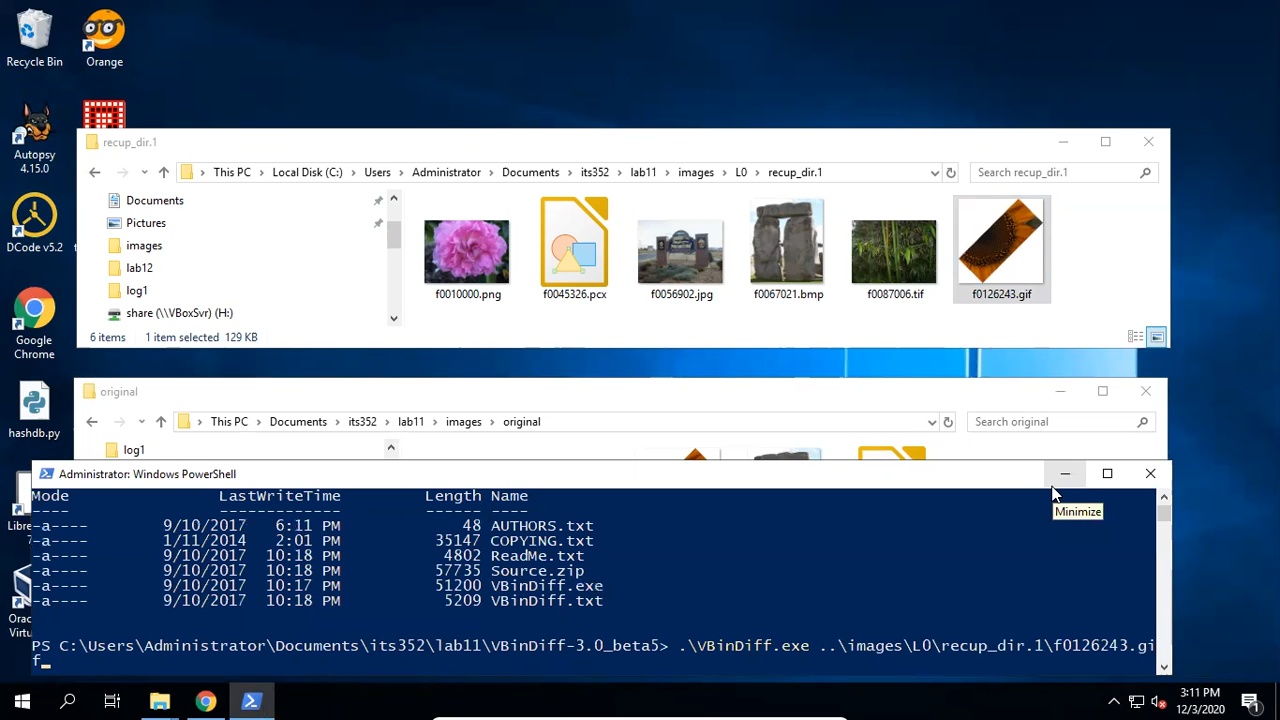 Recycle Bin
Orange
Autopsy
4.15.0
DCode v5.2
Google
Chrome
hashdb.py
recup_dir.1
This PC
Local Disk (C:)
Users
Administrator
Documents
its352
lab11
images
L0
recup_dir.1
Search recup_dir.1
Documents
Pictures
images
lab12
log1
share (\\VBoxSvr) (H:)
f0010000.png
f0045326.pcx
f0056902.jpg
f0067021.bmp
f0087006.tif
f0126243.gif
6 items
1 item selected 129 KB
original
This PC
Documents
its352
lab11
images
original
Search original
log1
Administrator: Windows PowerShell
Minimize
Mode LastWriteTime Length Name
---- ------------- ------ ----
-a---- 9/10/2017 6:11 PM 48 AUTHORS.txt
-a---- 1/11/2014 2:01 PM 35147 COPYING.txt
-a---- 9/10/2017 10:18 PM 4802 ReadMe.txt
-a---- 9/10/2017 10:18 PM 57735 Source.zip
-a---- 9/10/2017 10:17 PM 51200 VBinDiff.exe
-a---- 9/10/2017 10:18 PM 5209 VBinDiff.txt
PS C:\Users\Administrator\Documents\its352\lab11\VBinDiff-3.0_beta5> .\VBinDiff.exe ..\images\L0\recup_dir.1\f0126243.gi
f
Libre
Orac
Virtu
3:11 PM
12/3/2020
1